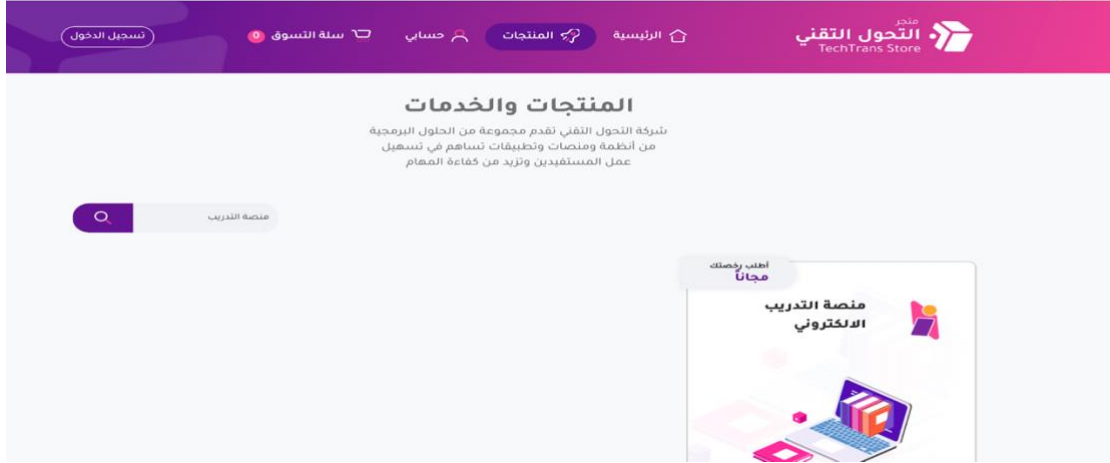 متجر
التحول التقني
TechTrans Store
الرئيسية
المنتجات
حسابي
سلة التسوق 0
تسجيل الدخول
المنتجات والخدمات
شركة التحول التقني تقدم مجموعة من الحلول البرمجية
من أنظمة ومنصات وتطبيقات تساهم في تسهيل
عمل المستفيدين وتزيد من كفاءة المهام
منصة التدريب
أطلب رخصتك
مجاناً
منصة التدريب
الالكتروني